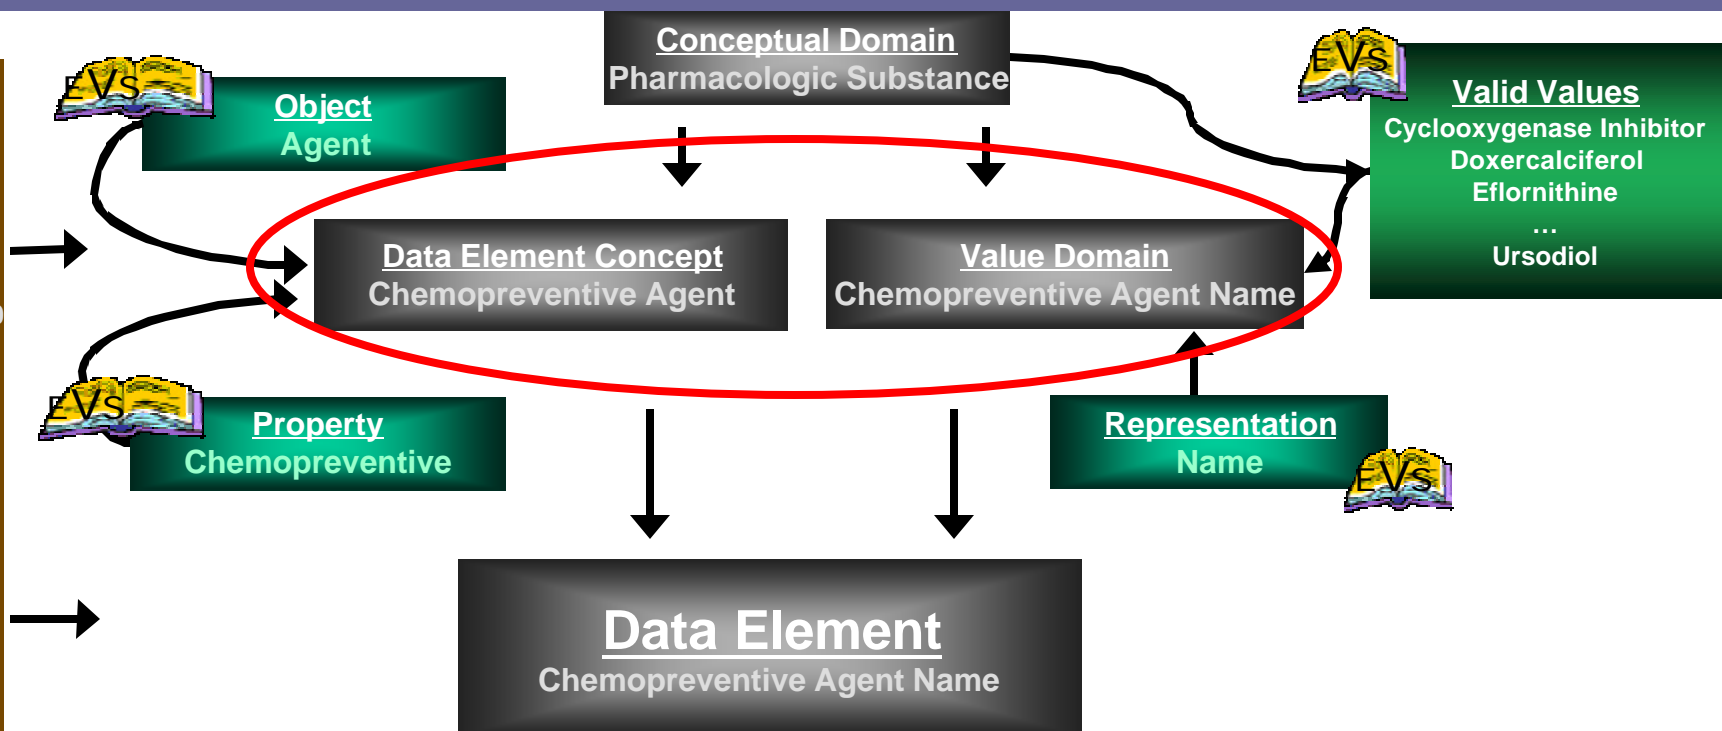 Conceptual Domain
Pharmacologic Substance
EVS
Object
Agent
EVS
Valid Values
Cyclooxygenase Inhibitor
Doxercalciferol
Eflornithine
...
Ursodiol
Data Element Concept
Chemopreventive Agent
Value Domain
Chemopreventive Agent Name
EVS
Property
Chemopreventive
Representation
Name
EVS
Data Element
Chemopreventive Agent Name